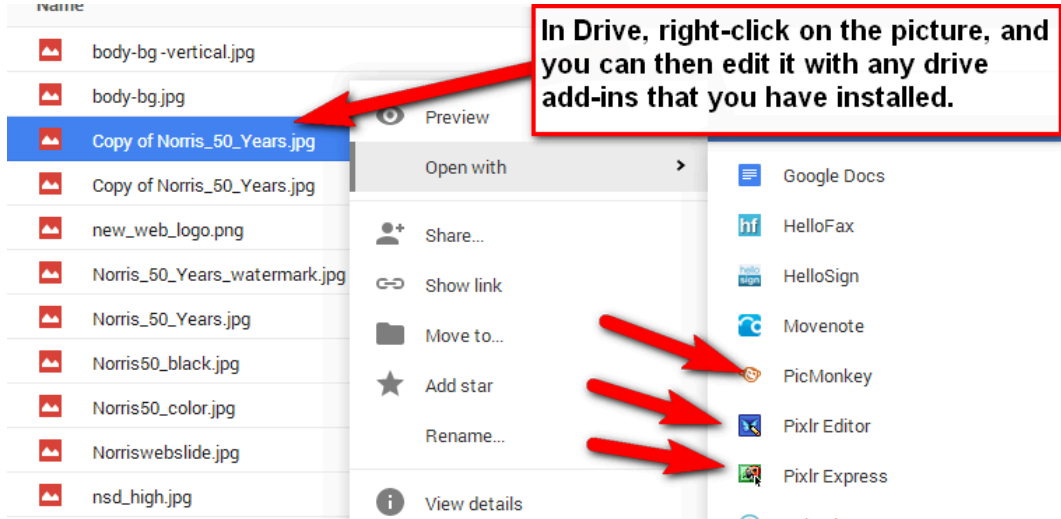 Name
In Drive, right-click on the picture, and
you can then edit it with any drive
add-ins that you have installed.
body-bg -vertical.jpg
body-bg.jpg
Copy of Norris_50_Years.jpg
Copy of Norris_50_Years.jpg
new_web_logo.png
Norris_50_Years_watermark.jpg
Norris_50_Years.jpg
Norris50_black.jpg
Norris50_color.jpg
Norriswebslide.jpg
nsd_high.jpg
Preview
Open with
Share...
Show link
Move to...
Add star
Rename...
View details
Google Docs
hf HelloFax
hello
sign HelloSign
Movenote
PicMonkey
Pixlr Editor
Pixlr Express